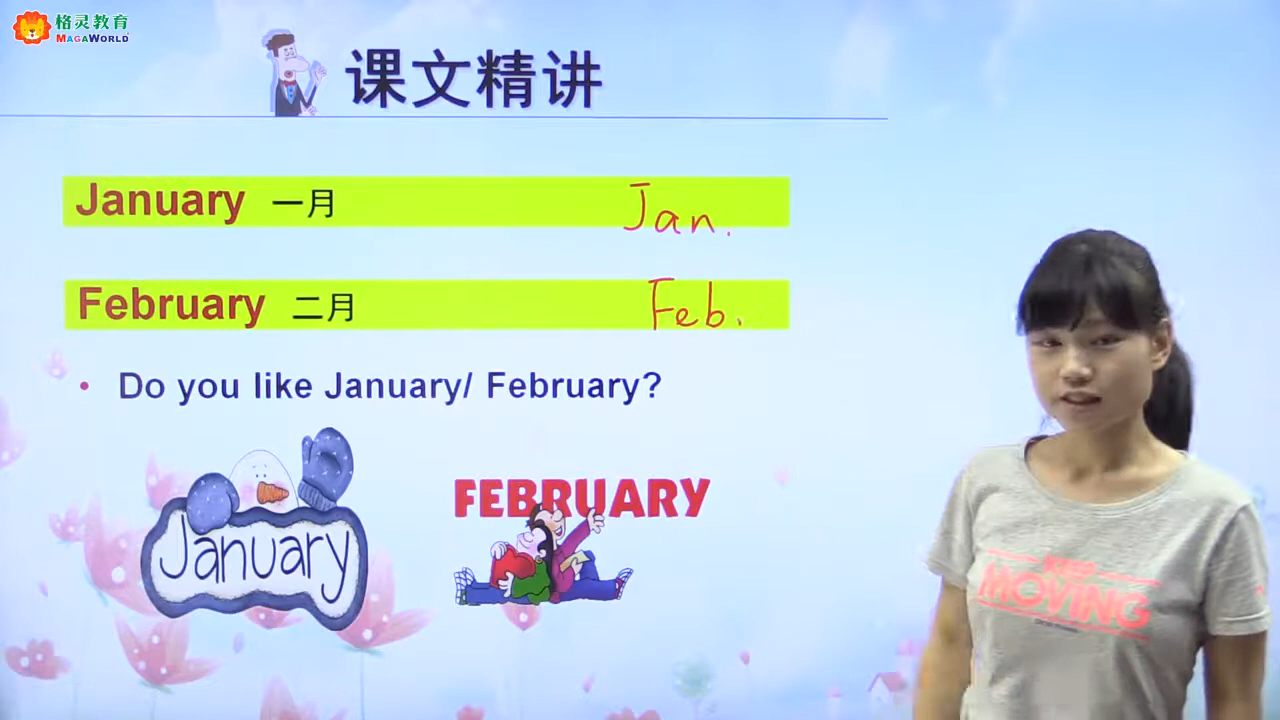 格灵教育
MAGAWORLD
课文精讲
January 一月
Jan.
February 二月
Feb.
• Do you like January/ February?
January
FEBRUARY
KEEP
MOVING